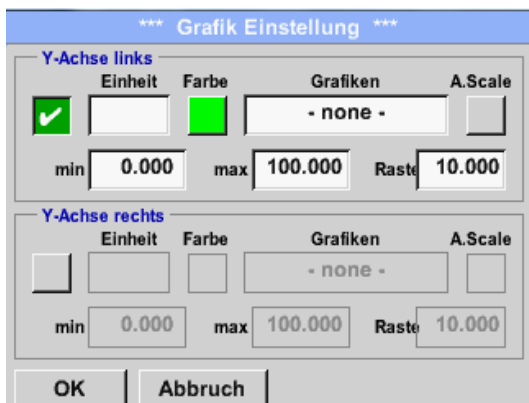 *** Grafik Einstellung ***
Y-Achse links
Einheit Farbe Grafiken A.Scale
- none -
min 0.000 max 100.000 Raste 10.000
Y-Achse rechts
Einheit Farbe Grafiken A.Scale
- none -
min 0.000 max 100.000 Raste 10.000
OK Abbruch